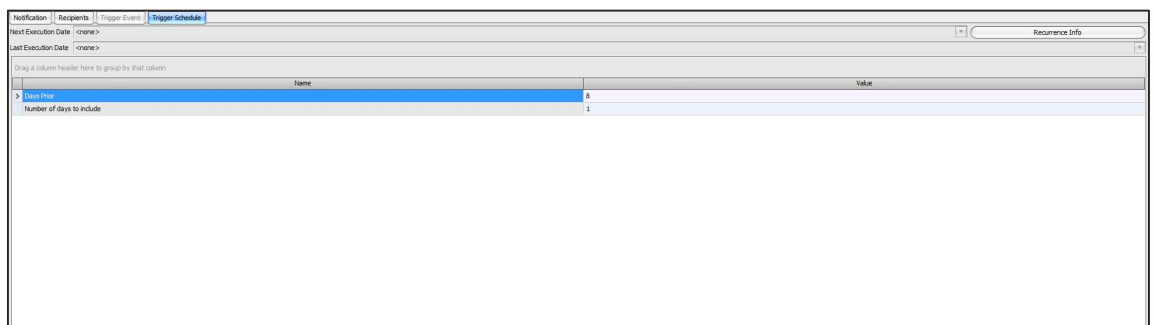 Notification Recipients Trigger Event Trigger Schedule
Next Execution Date <none> Recurrence Info
Last Execution Date <none>
Drag a column header here to group by that column
Name Value
Days Prior 8
Number of days to include 1